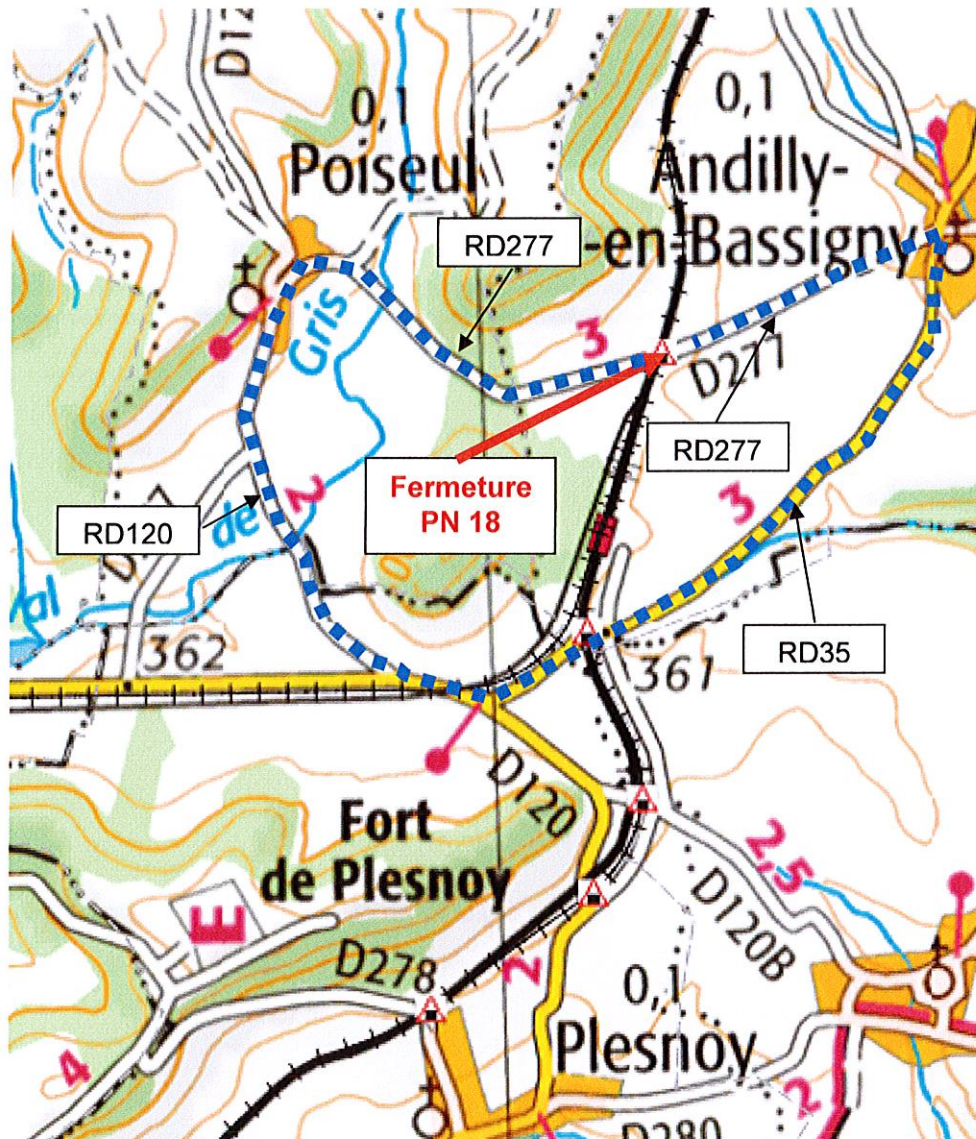 D12
0,1
Poiseul
0,1
Andilly-
-en-Bassigny
RD277
Gris
3
D277
RD277
Fermeture
PN 18
RD120
2
de
3
RD35
362
361
D120
Fort
de Plesnoy
2,5
D120B
E
D278
2
0,1
Plesnoy
4
2
D280